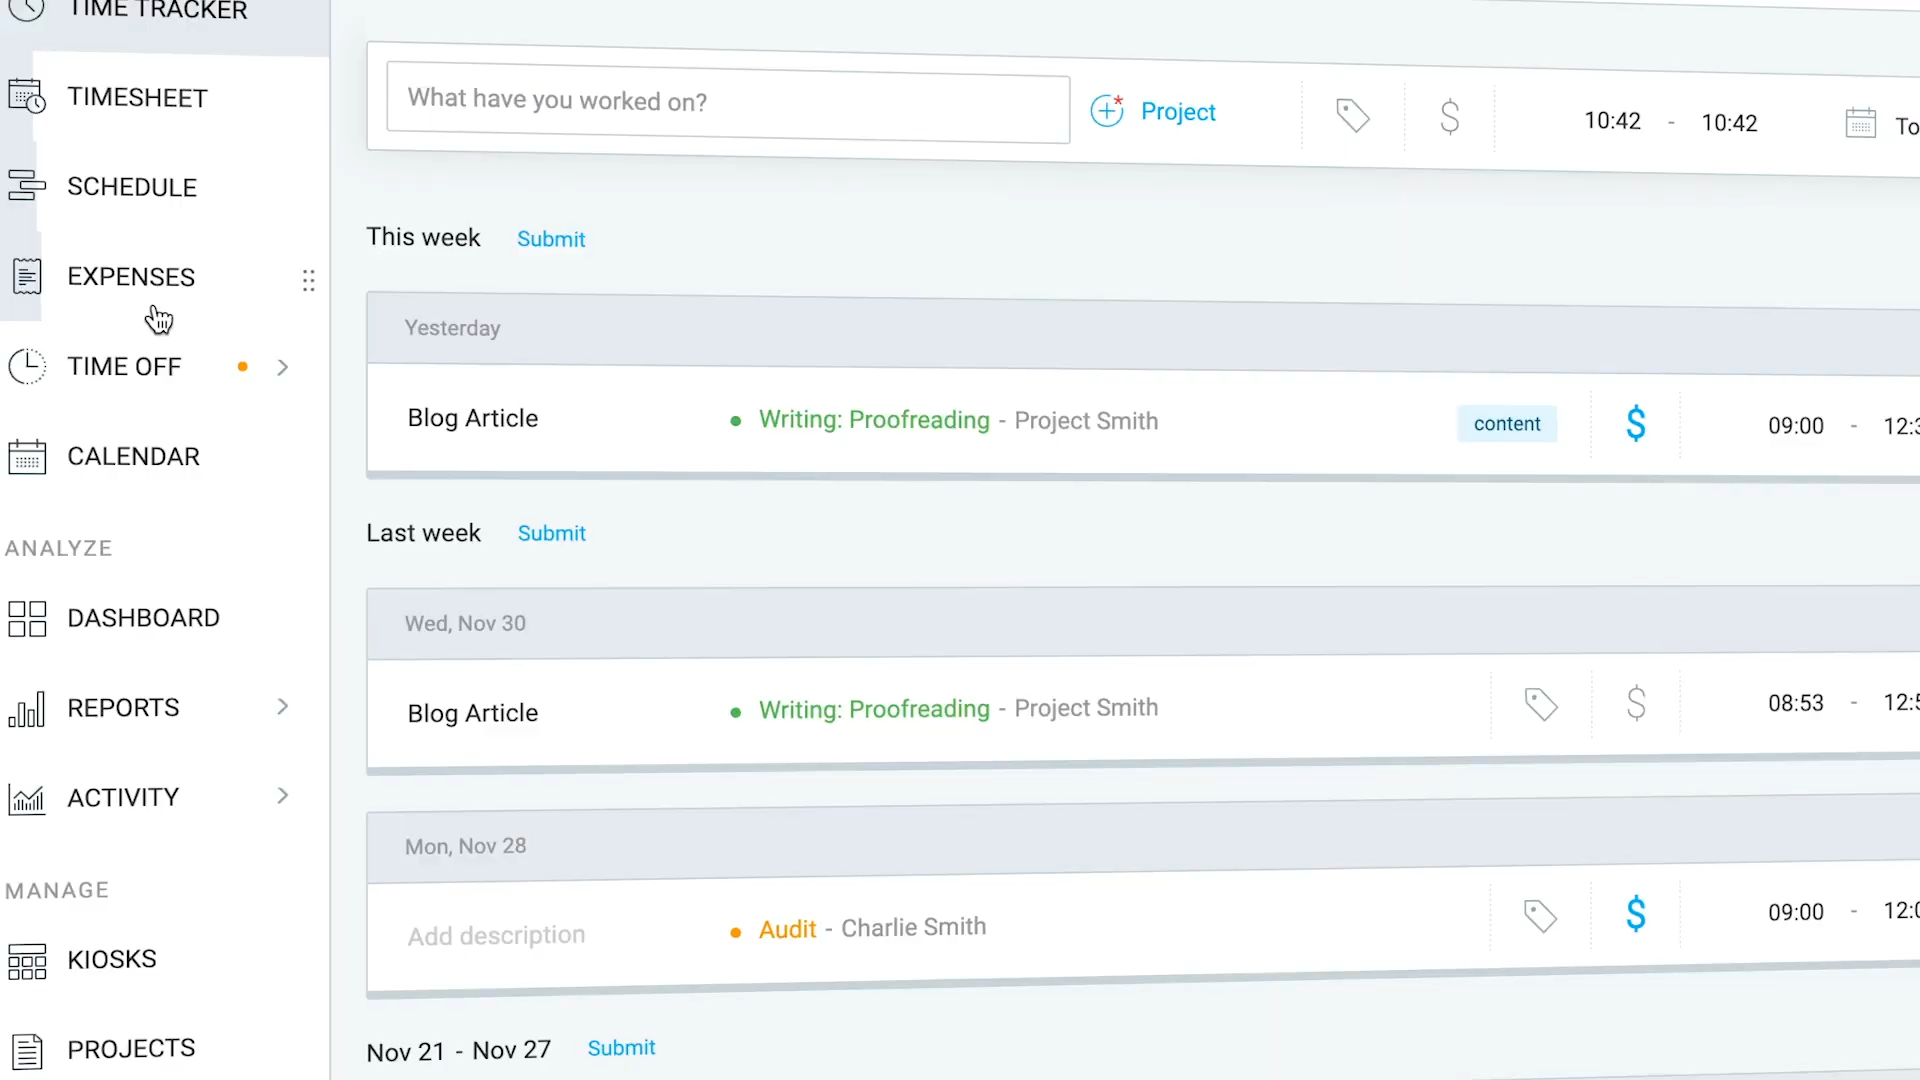 TIME TRACKER
TIMESHEET
SCHEDULE
EXPENSES
TIME OFF
CALENDAR
ANALYZE
DASHBOARD
REPORTS
ACTIVITY
MANAGE
KIOSKS
PROJECTS
What have you worked on?
Project
10:42 - 10:42
This week Submit
Yesterday
Blog Article
Writing: Proofreading - Project Smith
content
$
09:00 -
Last week Submit
Wed, Nov 30
Blog Article
Writing: Proofreading - Project Smith
$
08:53 -
Mon, Nov 28
Add description
Audit - Charlie Smith
$
09:00 -
Nov 21 - Nov 27 Submit